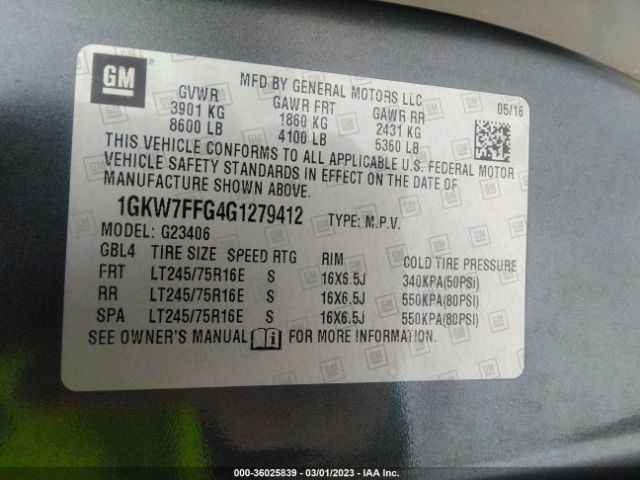 GM
MFD BY GENERAL MOTORS LLC 05/16
GVWR GAWR FRT GAWR RR
3901 KG 1860 KG 2431 KG
8600 LB 4100 LB 5360 LB
THIS VEHICLE CONFORMS TO ALL APPLICABLE U.S. FEDERAL MOTOR
VEHICLE SAFETY STANDARDS IN EFFECT ON THE DATE OF
MANUFACTURE SHOWN ABOVE.
1GKW7FFG4G1279412 TYPE: M.P.V.
MODEL: G23406
GBL4 TIRE SIZE SPEED RTG RIM COLD TIRE PRESSURE
FRT LT245/75R16E S 16X6.5J 340KPA(50PSI)
RR LT245/75R16E S 16X6.5J 550KPA(80PSI)
SPA LT245/75R16E S 16X6.5J 550KPA(80PSI)
SEE OWNER'S MANUAL FOR MORE INFORMATION.
000-36025839 — 03/01/2023 — IAA Inc.